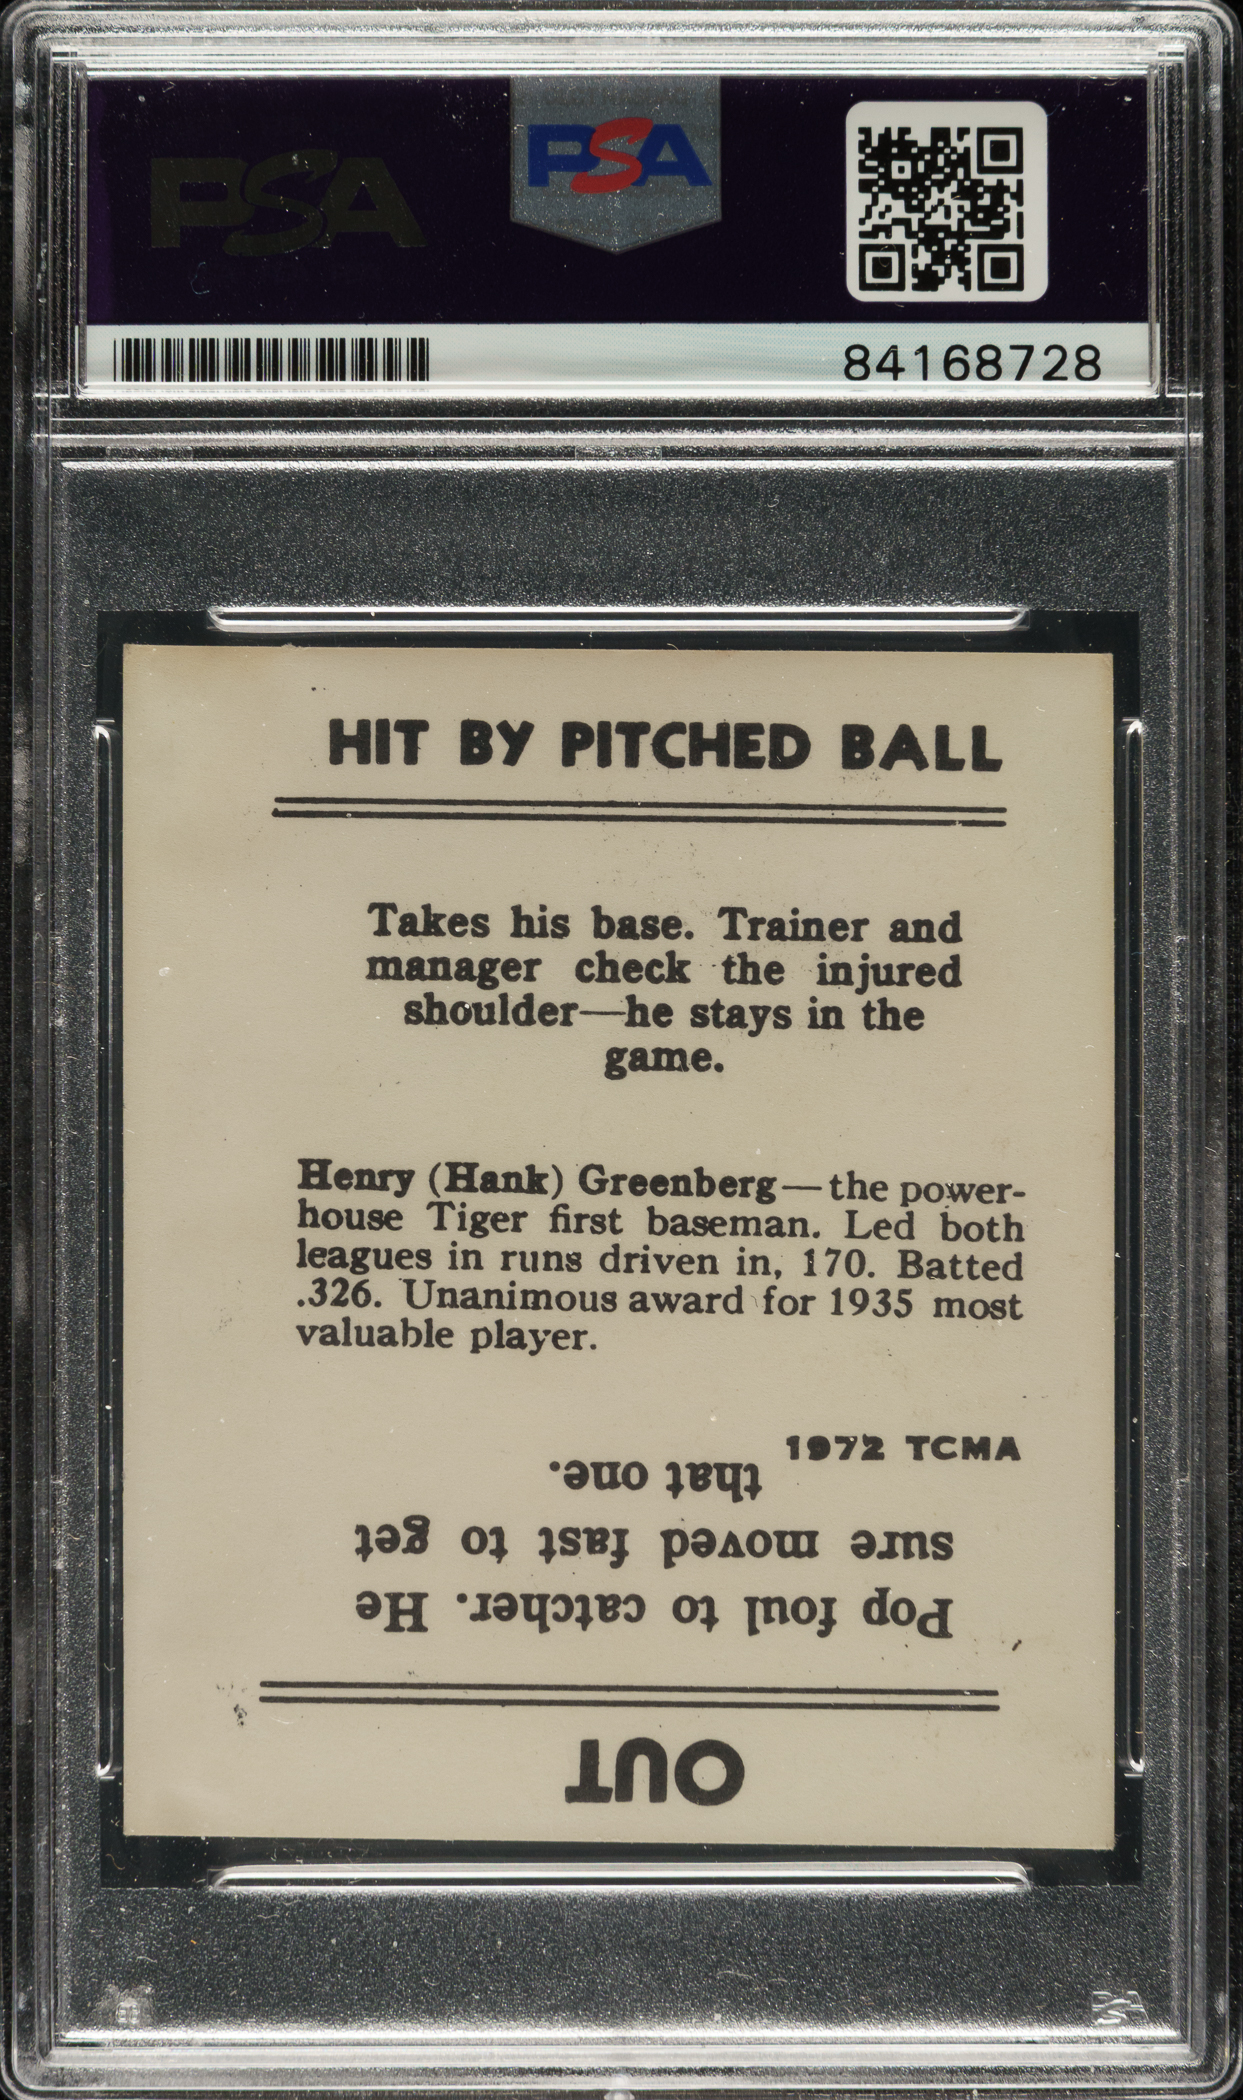 PSA
PSA
84168728
HIT BY PITCHED BALL
Takes his base. Trainer and
manager check the injured
shoulder—he stays in the
game.
Henry (Hank) Greenberg—the power-
house Tiger first baseman. Led both
leagues in runs driven in, 170. Batted
.326. Unanimous award for 1935 most
valuable player.
1972 TCMA
OUT
Pop foul to catcher. He
sure moved fast to get
that one.
PSA